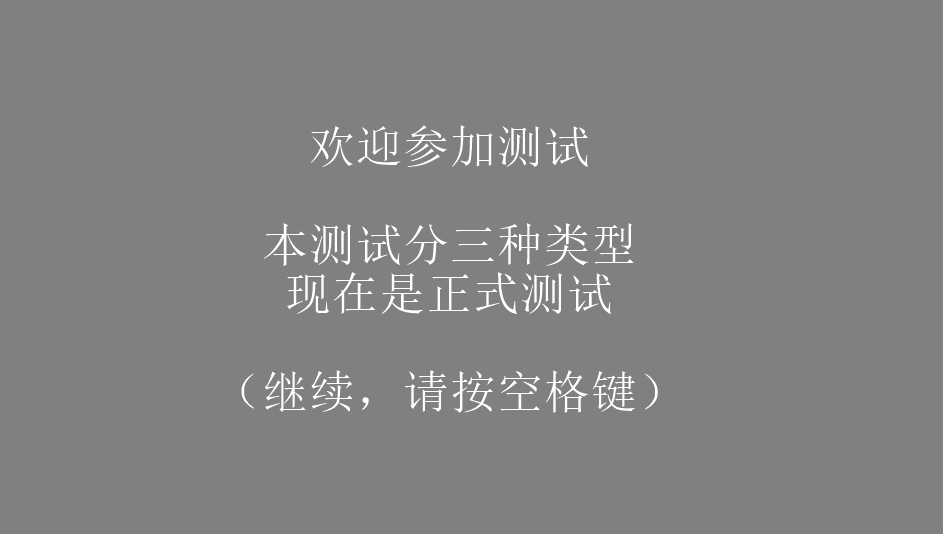 欢迎参加测试
本测试分三种类型
现在是正式测试
（继续，请按空格键）